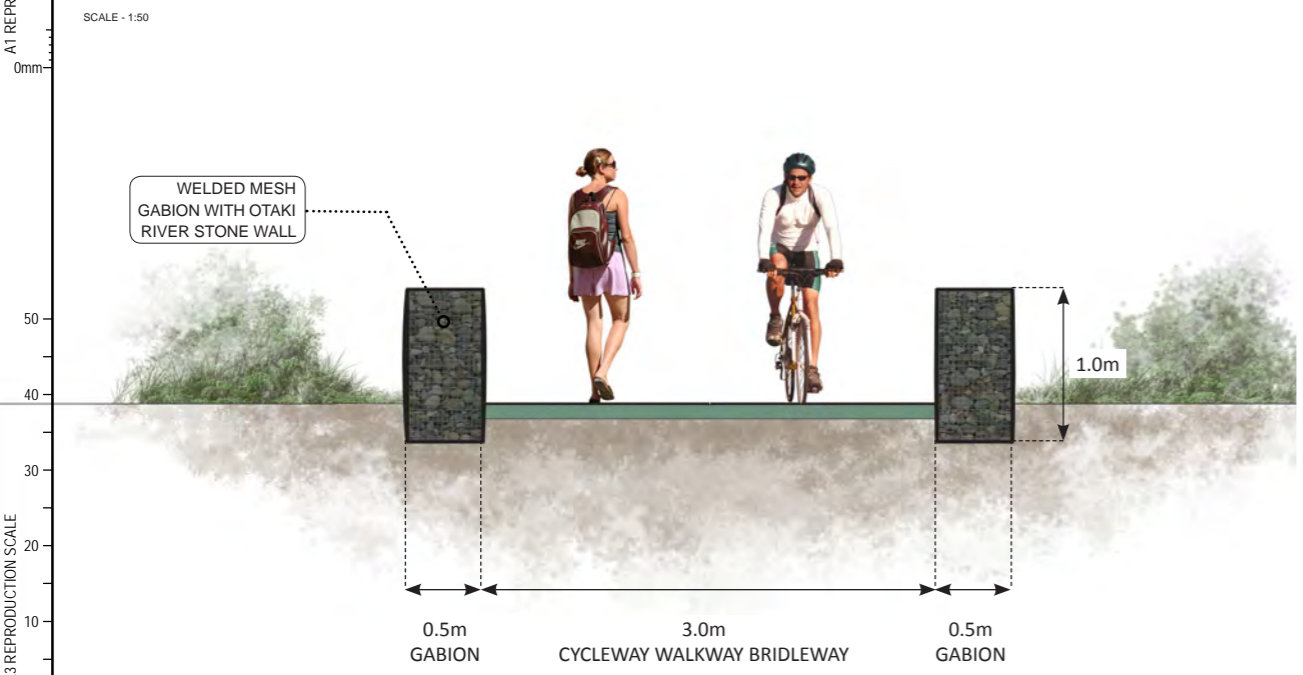 SCALE - 1:50
A1 REPR
0mm
WELDED MESH
GABION WITH OTAKI
RIVER STONE WALL
50
1.0m
40
30
20
10
3 REPRODUCTION SCALE
0.5m
GABION
3.0m
CYCLEWAY WALKWAY BRIDLEWAY
0.5m
GABION